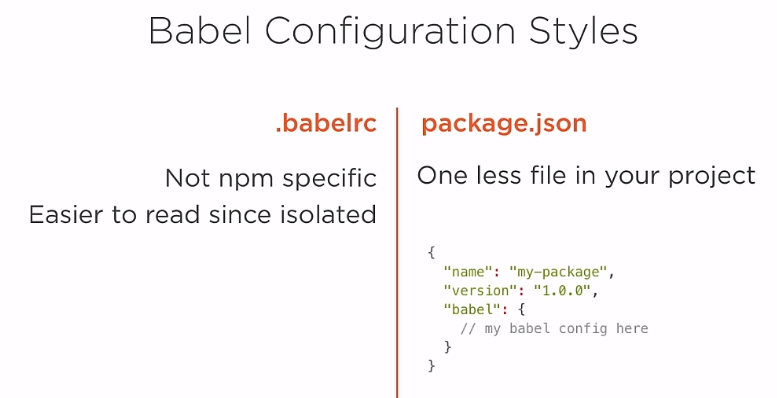 Babel Configuration Styles
.babelrc
Not npm specific
Easier to read since isolated
package.json
One less file in your project
{
  "name": "my-package",
  "version": "1.0.0",
  "babel": {
    // my babel config here
  }
}